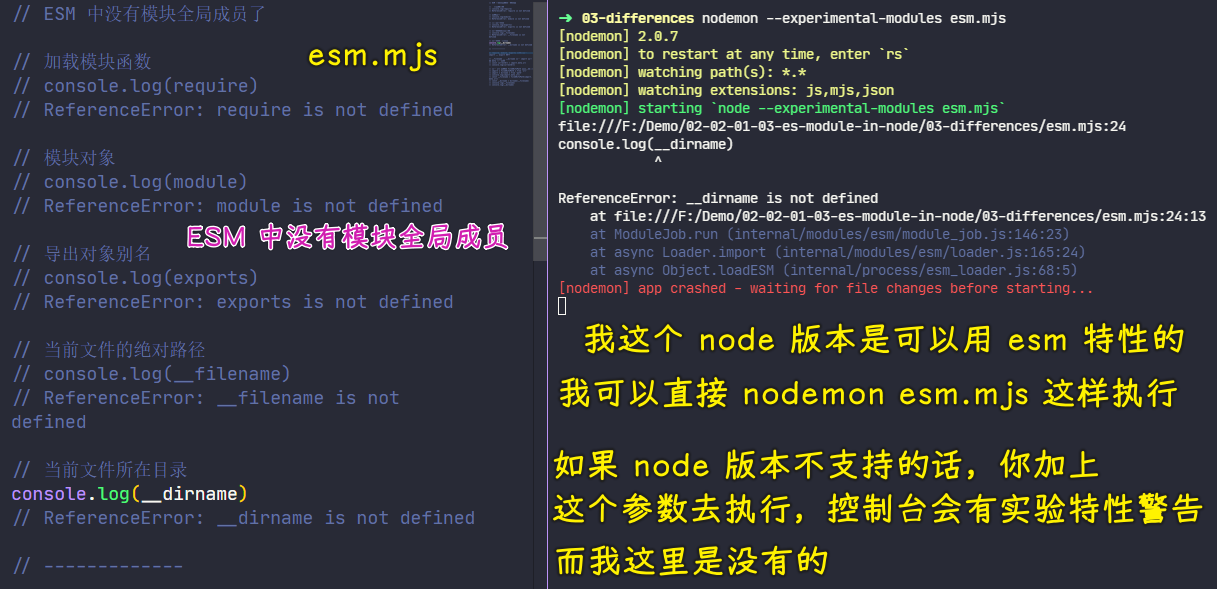 // ESM 中没有模块全局成员了
esm.mjs
// 加载模块函数
// console.log(require)
// ReferenceError: require is not defined
// 模块对象
// console.log(module)
// ReferenceError: module is not defined
ESM 中没有模块全局成员
// 导出对象别名
// console.log(exports)
// ReferenceError: exports is not defined
// 当前文件的绝对路径
// console.log(__filename)
// ReferenceError: __filename is not
defined
// 当前文件所在目录
console.log(__dirname)
// ReferenceError: __dirname is not defined
// -------------
➜ 03-differences nodemon --experimental-modules esm.mjs
[nodemon] 2.0.7
[nodemon] to restart at any time, enter `rs`
[nodemon] watching path(s): *.*
[nodemon] watching extensions: js,mjs,json
[nodemon] starting `node --experimental-modules esm.mjs`
file:///F:/Demo/02-02-01-03-es-module-in-node/03-differences/esm.mjs:24
console.log(__dirname)
^
ReferenceError: __dirname is not defined
at file:///F:/Demo/02-02-01-03-es-module-in-node/03-differences/esm.mjs:24:13
at ModuleJob.run (internal/modules/esm/module_job.js:146:23)
at async Loader.import (internal/modules/esm/loader.js:165:24)
at async Object.loadESM (internal/process/esm_loader.js:68:5)
[nodemon] app crashed - waiting for file changes before starting...
我这个 node 版本是可以用 esm 特性的
我可以直接 nodemon esm.mjs 这样执行
如果 node 版本不支持的话，你加上
这个参数去执行，控制台会有实验特性警告
而我这里是没有的